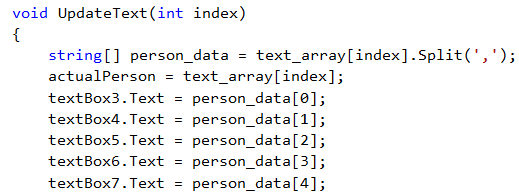 void UpdateText(int index)
{
string[] person_data = text_array[index].Split(',');
actualPerson = text_array[index];
textBox3.Text = person_data[0];
textBox4.Text = person_data[1];
textBox5.Text = person_data[2];
textBox6.Text = person_data[3];
textBox7.Text = person_data[4];